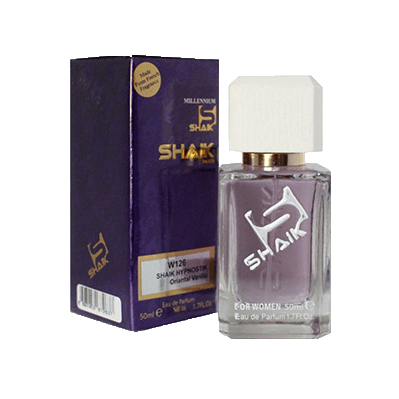 Made
From French
Fragrance
MILLENNIUM
S
SHAIK
SHAIK
W126
SHAIK HYPNOSTIK
Oriental Vanilla
Eau de Parfum
50ml e 1.7FL.Oz
SHAIK
FOR WOMEN 50ml e
Eau de Parfum 1.7FL.Oz